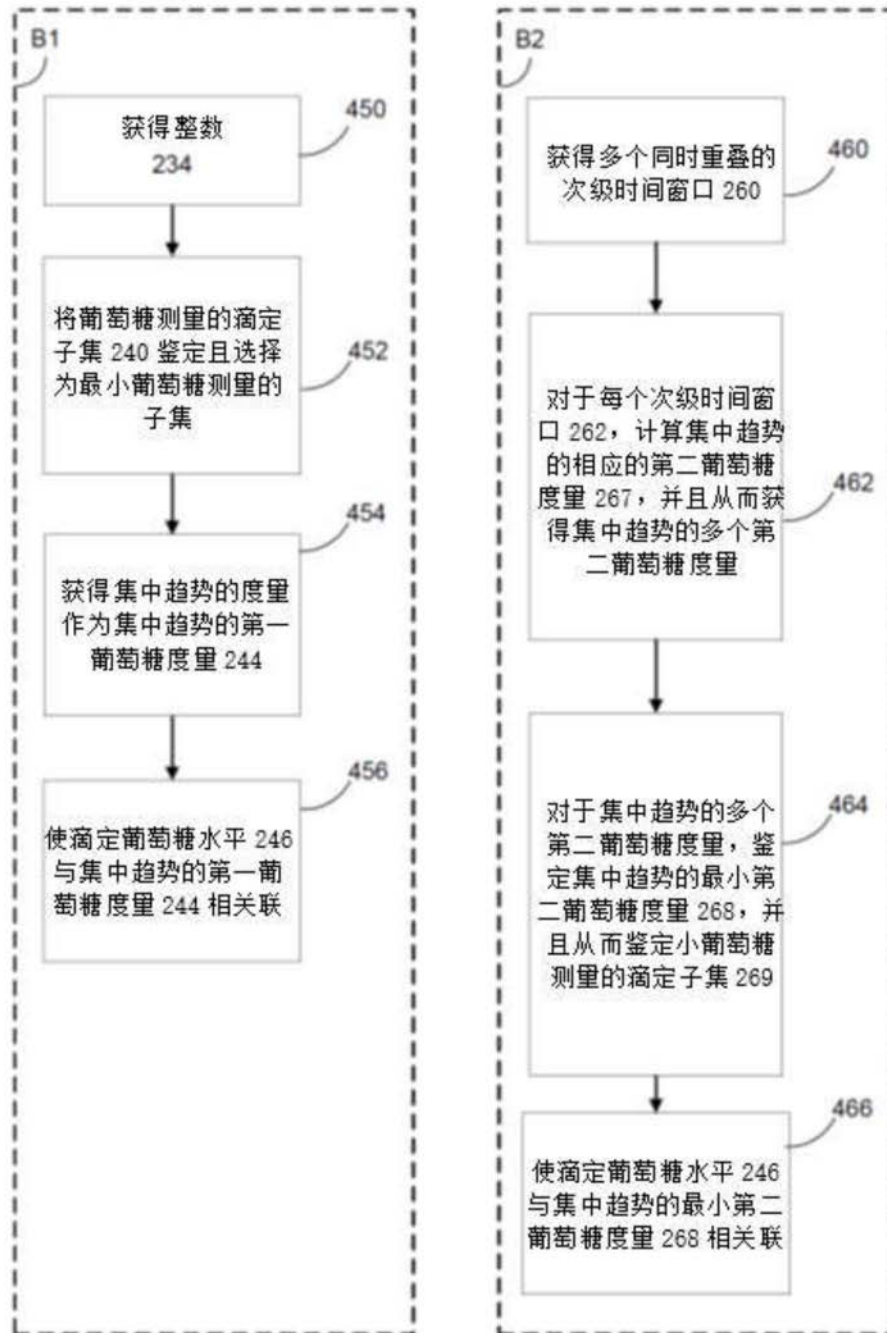 B1
获得整数
234
450
将葡萄糖测量的滴定
子集 240 鉴定且选择
为最小葡萄糖测量的
子集
452
获得集中趋势的度量
作为集中趋势的第一
葡萄糖度量 244
454
使滴定葡萄糖水平 246
与集中趋势的第一葡
萄糖度量 244 相关联
456
B2
获得多个同时重叠的
次级时间窗口 260
460
对于每个次级时间窗
口 262，计算集中趋势
的相应的第二葡萄糖
度量 267，并且从而获
得集中趋势的多个第
二葡萄糖度量
462
对于集中趋势的多个
第二葡萄糖度量，鉴
定集中趋势的最小第
二葡萄糖度量 268，并
且从而鉴定小葡萄糖
测量的滴定子集 269
464
使滴定葡萄糖水平 246
与集中趋势的最小第二
葡萄糖度量 268 相关联
466